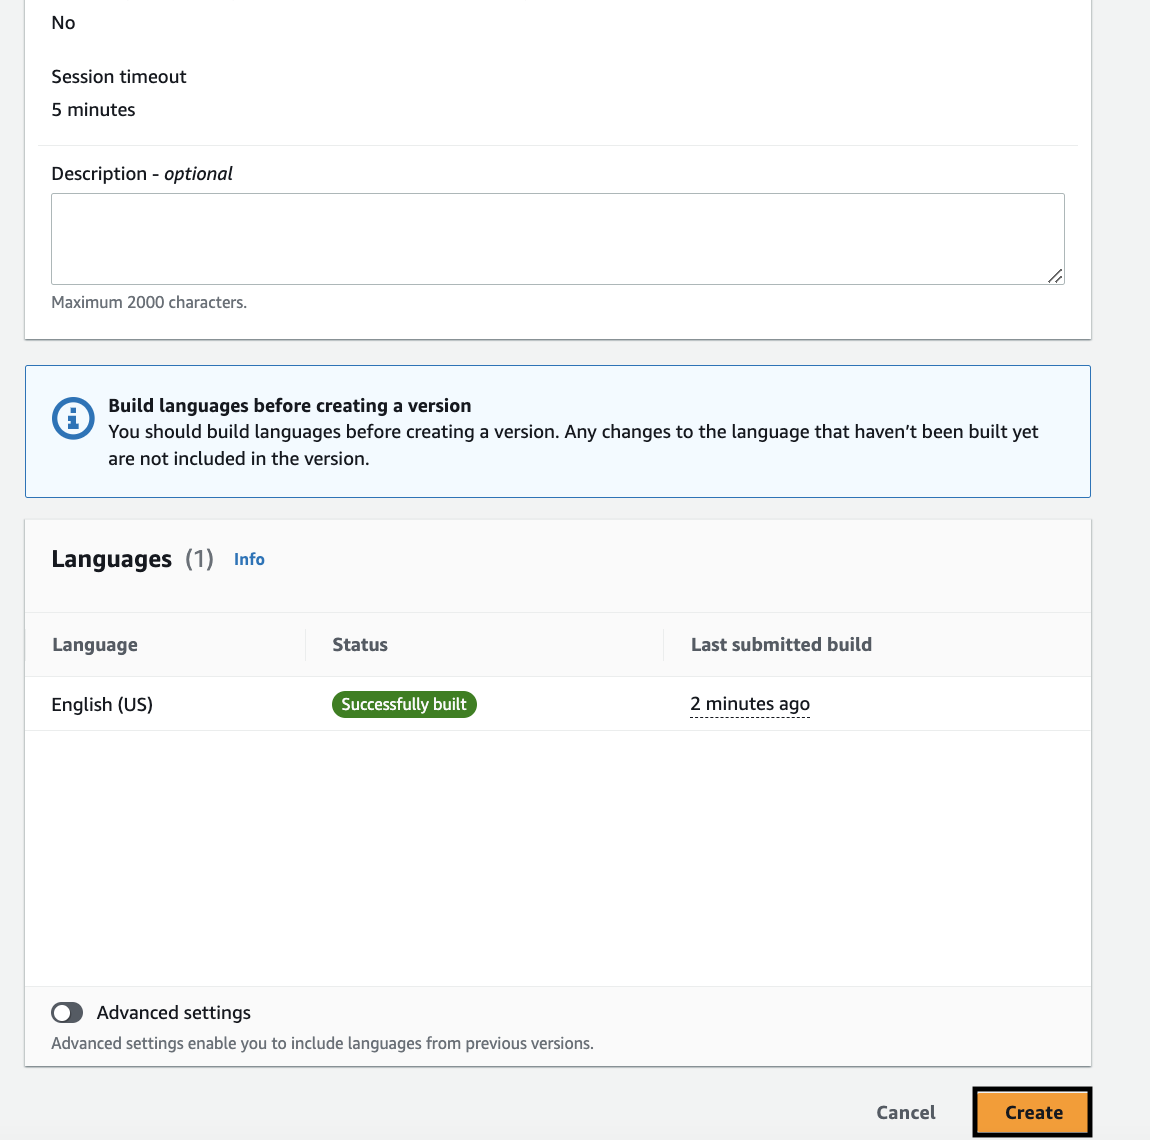 No
Session timeout
5 minutes
Description - optional
Maximum 2000 characters.
Build languages before creating a version
You should build languages before creating a version. Any changes to the language that haven’t been built yet
are not included in the version.
Languages (1) Info
Language Status Last submitted build
English (US) Successfully built 2 minutes ago
Advanced settings
Advanced settings enable you to include languages from previous versions.
Cancel Create